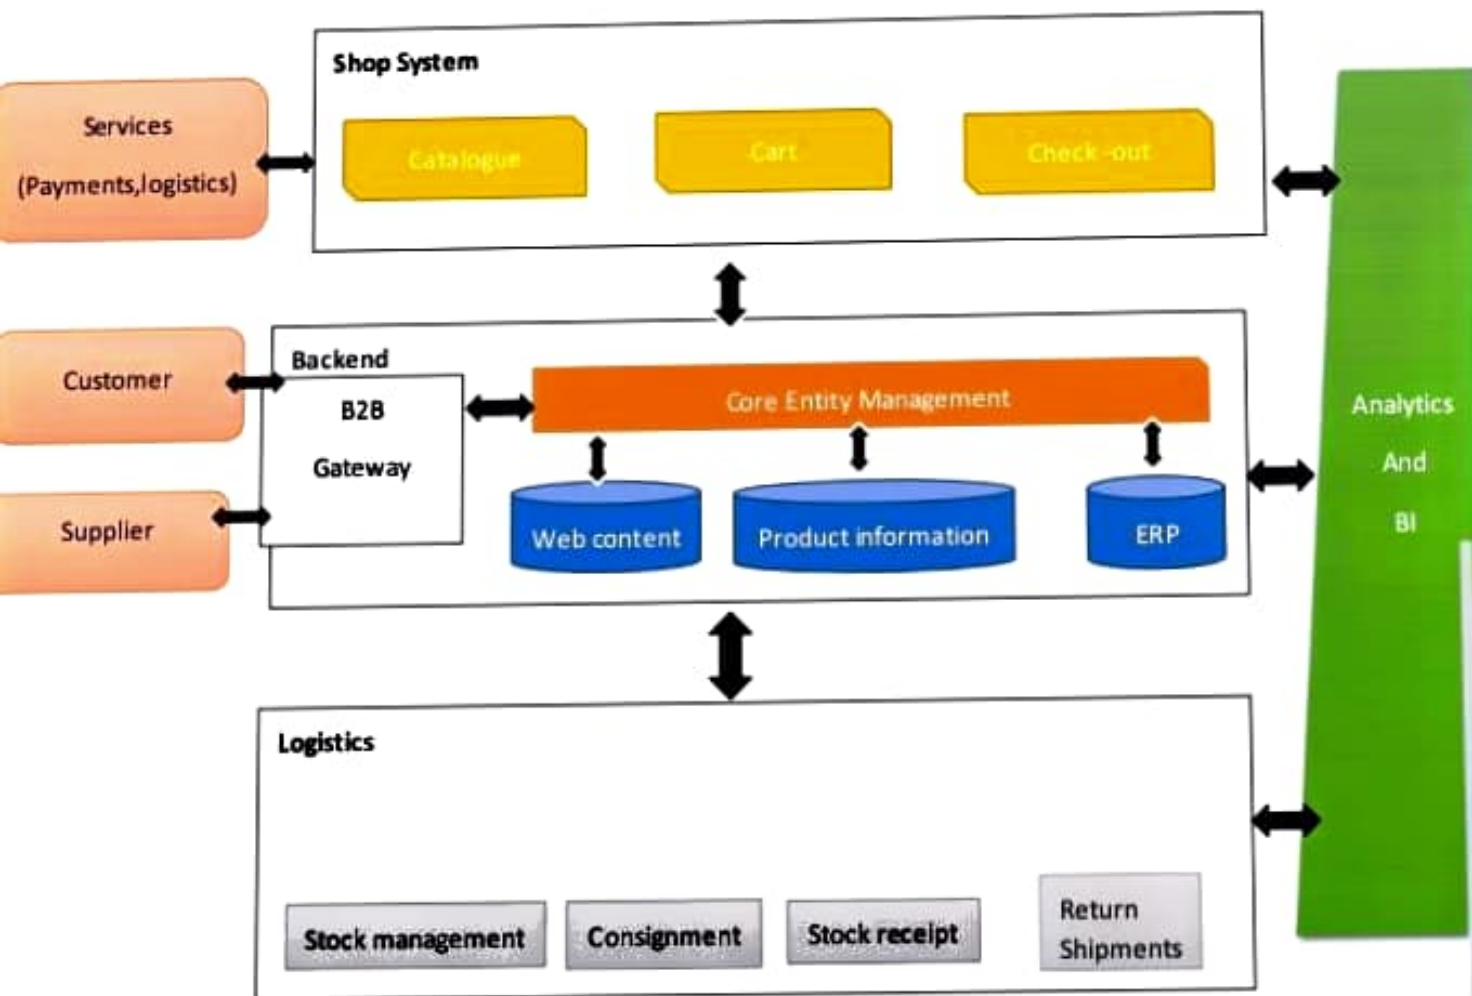 Shop System
Services
(Payments,logistics)
Catalogue
Cart
Check -out
Backend
Customer
B2B
Gateway
Core Entity Management
Supplier
Web content
Product information
ERP
Analytics
And
BI
Logistics
Stock management
Consignment
Stock receipt
Return
Shipments